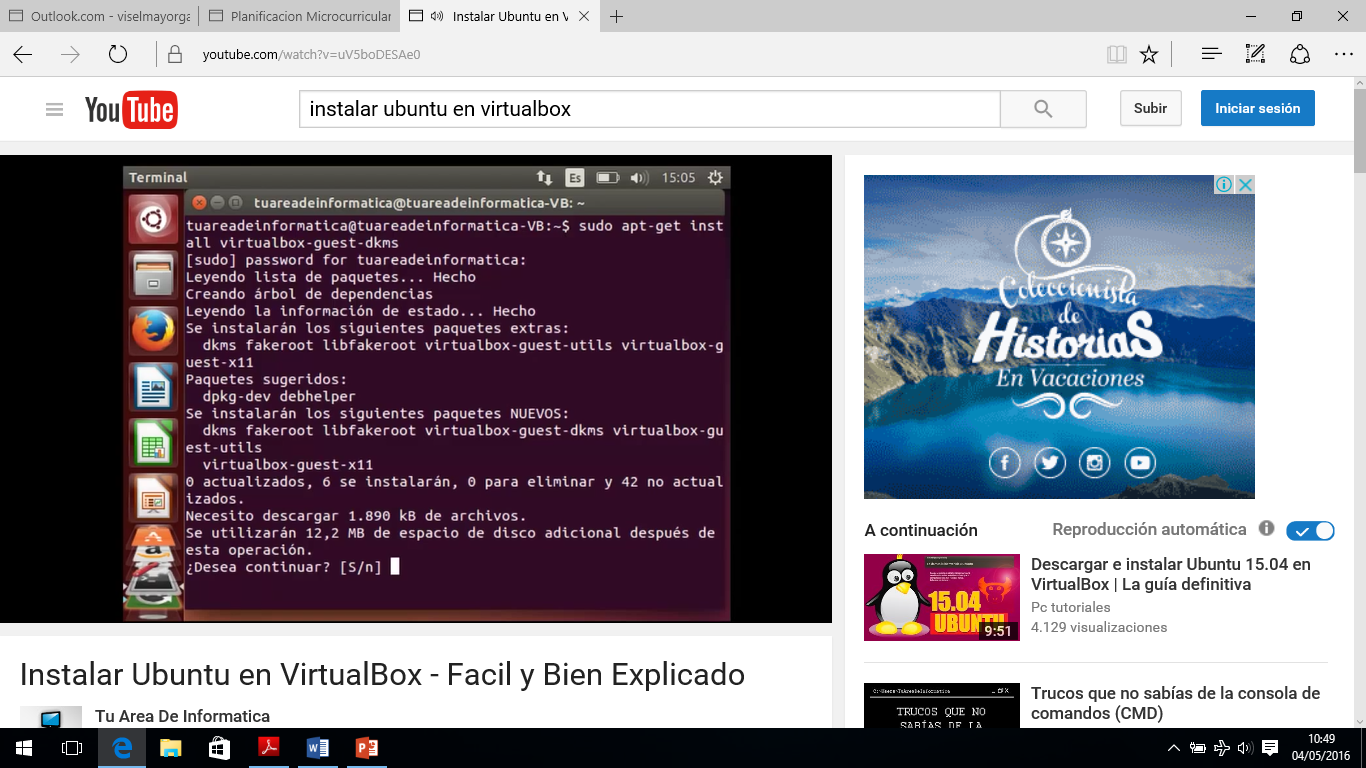 Outlook.com - viselmayorga
Planificacion Microcurricular
Instalar Ubuntu en V
youtube.com/watch?v=uV5boDESAe0
YouTube
instalar ubuntu en virtualbox
Subir
Iniciar sesión
Terminal
Es
15:05
tuareadeinformatica@tuareadeinformatica-VB: ~
tuareadeinformatica@tuareadeinformatica-VB:~$ sudo apt-get inst
all virtualbox-guest-dkms
[sudo] password for tuareadeinformatica:
Leyendo lista de paquetes... Hecho
Creando árbol de dependencias
Leyendo la información de estado... Hecho
Se instalarán los siguientes paquetes extras:
dkms fakeroot libfakeroot virtualbox-guest-utils virtualbox-g
uest-x11
Paquetes sugeridos:
dpkg-dev debhelper
Se instalarán los siguientes paquetes NUEVOS:
dkms fakeroot libfakeroot virtualbox-guest-dkms virtualbox-gu
est-utils
virtualbox-guest-x11
0 actualizados, 6 se instalarán, 0 para eliminar y 42 no actual
izados.
Necesito descargar 1.890 kB de archivos.
Se utilizarán 12,2 MB de espacio de disco adicional después de
esta operación.
¿Desea continuar? [S/n]
Instalar Ubuntu en VirtualBox - Facil y Bien Explicado
Tu Area De Informatica
Coleccionista
de
Historias
En Vacaciones
A continuación
Reproducción automática
15.04
UBUNTU
9:51
Descargar e instalar Ubuntu 15.04 en
VirtualBox | La guía definitiva
Pc tutoriales
4.129 visualizaciones
C:\Users\TuAreaDeInformatica
TRUCOS QUE NO
SABÍAS DE LA
Trucos que no sabías de la consola de
comandos (CMD)
10:49
04/05/2016